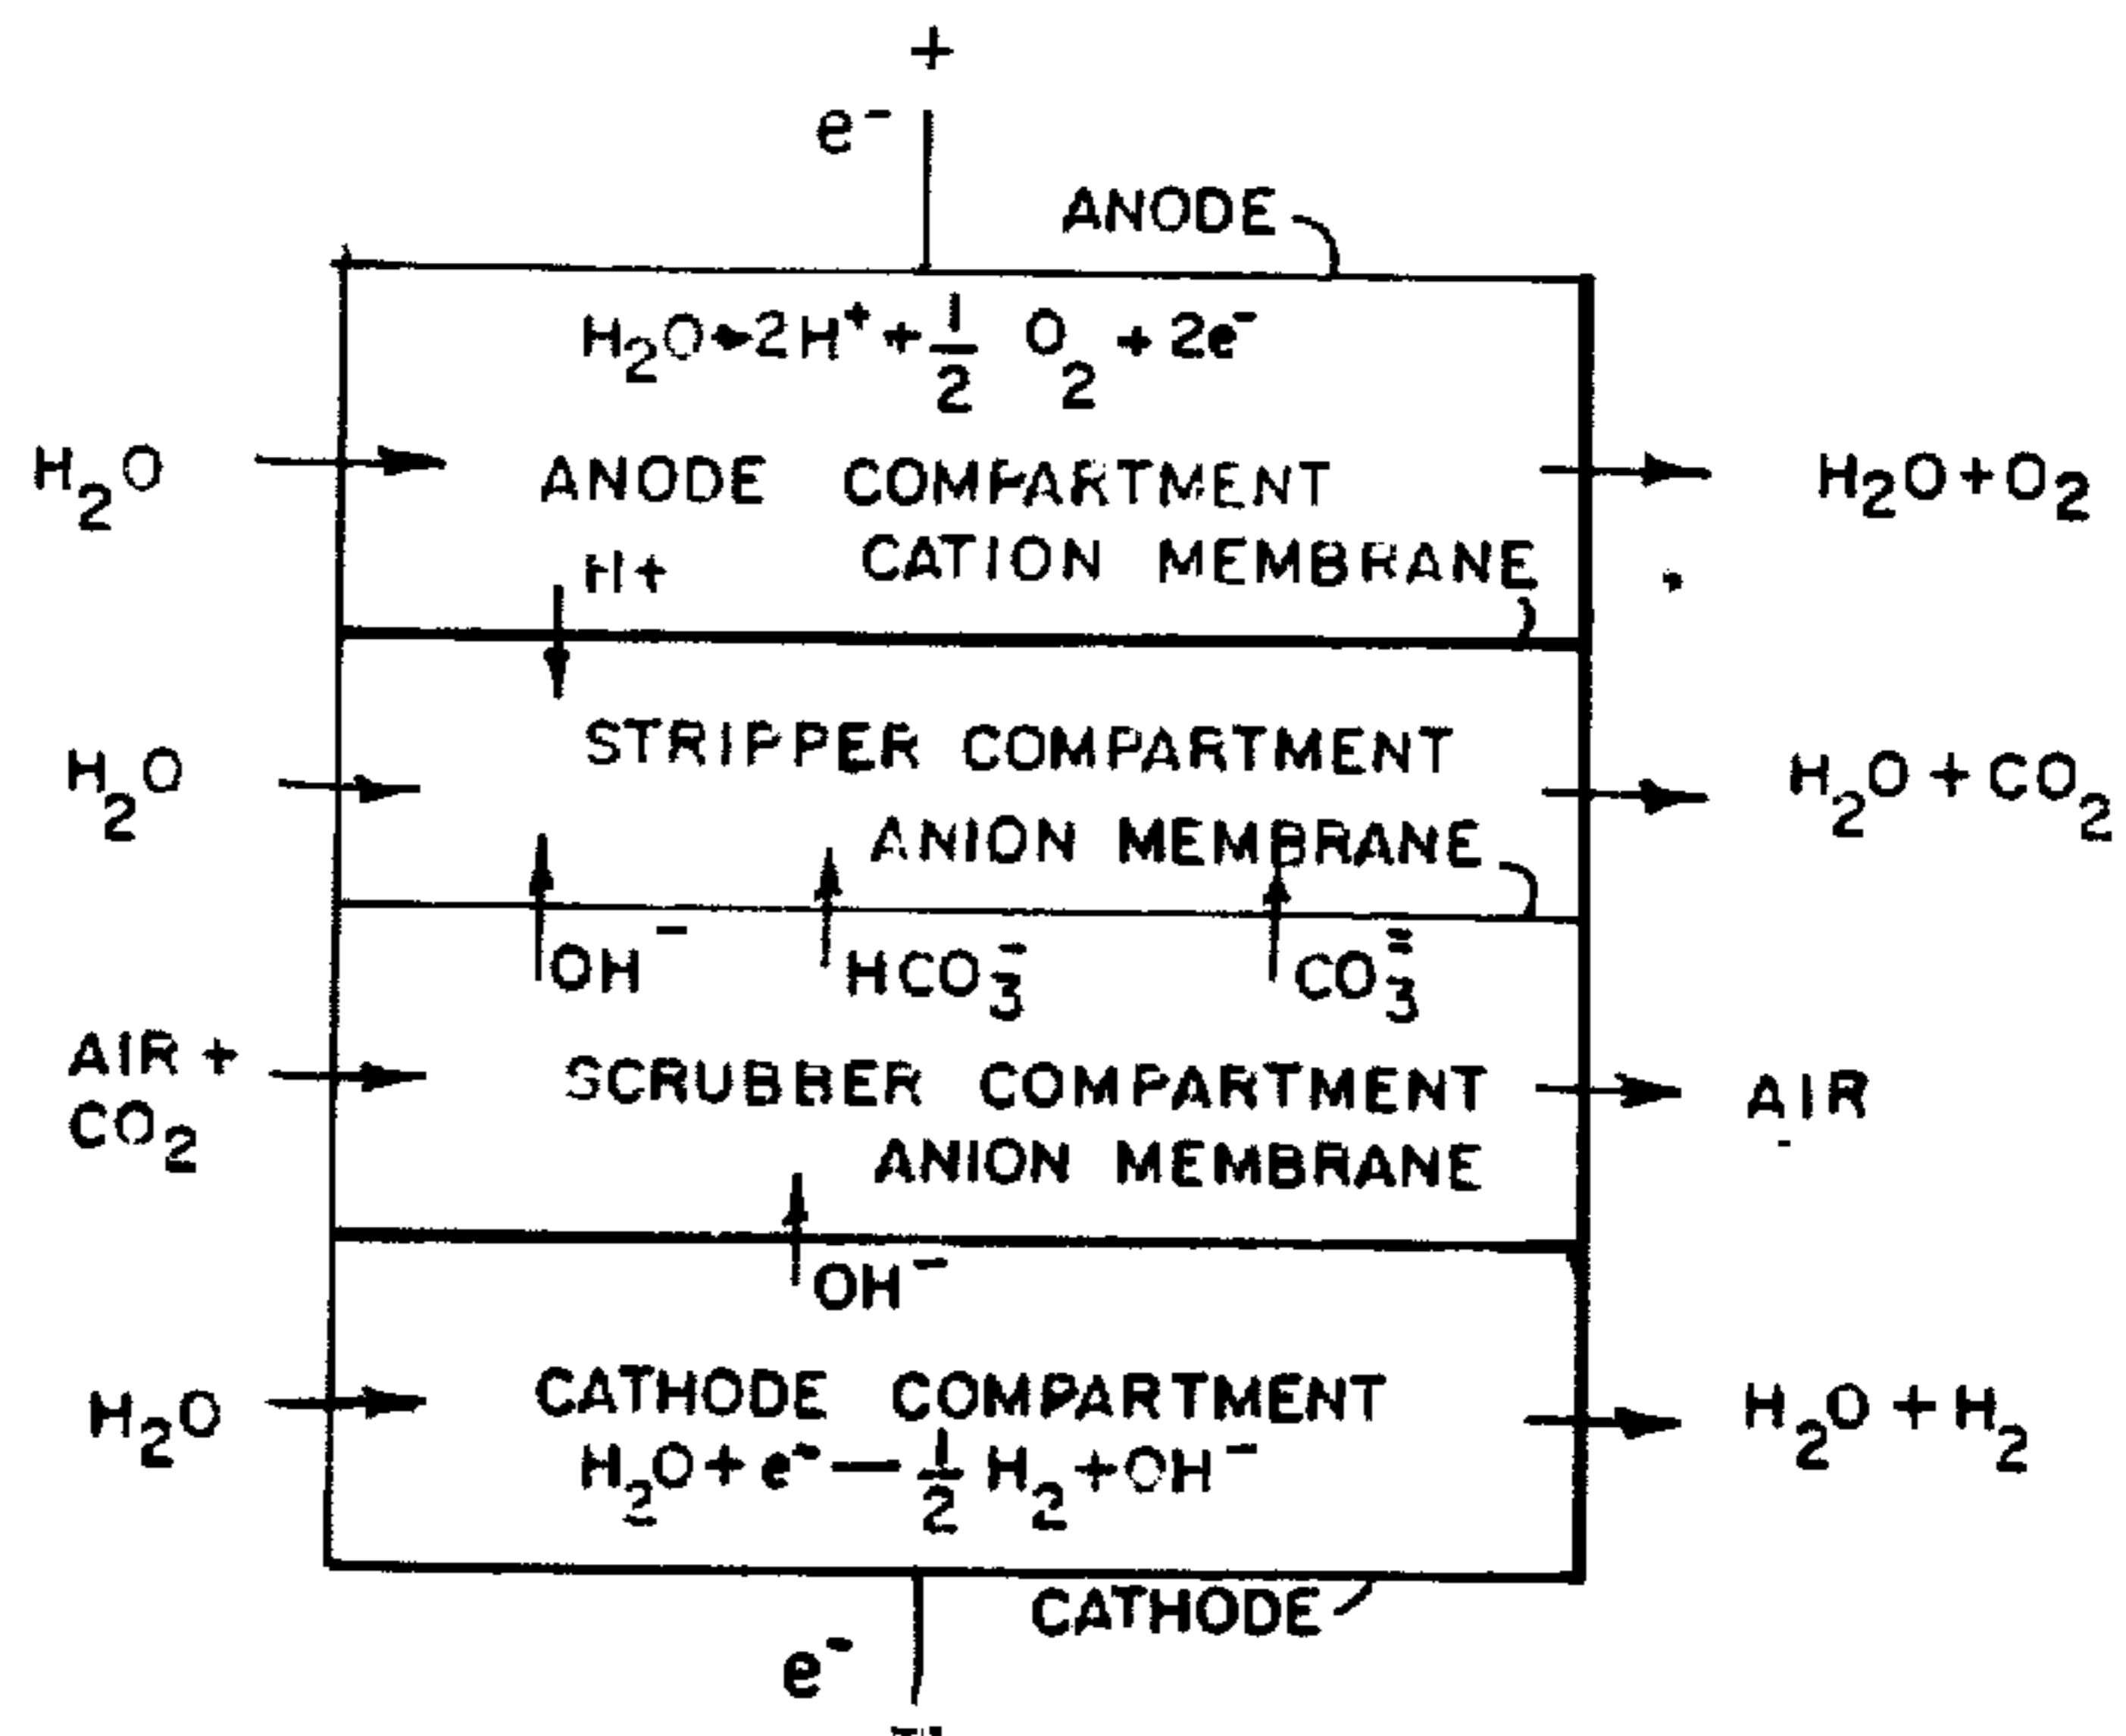 +
e⁻
ANODE
H₂O→2H⁺+1/2 O₂+2e⁻
H₂O
ANODE COMPARTMENT
H₂O+O₂
H+
CATION MEMBRANE
H₂O
STRIPPER COMPARTMENT
H₂O+CO₂
ANION MEMBRANE
OH⁻
HCO₃⁻
CO₃⁼
AIR +
CO₂
SCRUBBER COMPARTMENT
AIR
ANION MEMBRANE
OH⁻
H₂O
CATHODE COMPARTMENT
H₂O+H₂
H₂O+e⁻—1/2 H₂+OH⁻
CATHODE
e⁻